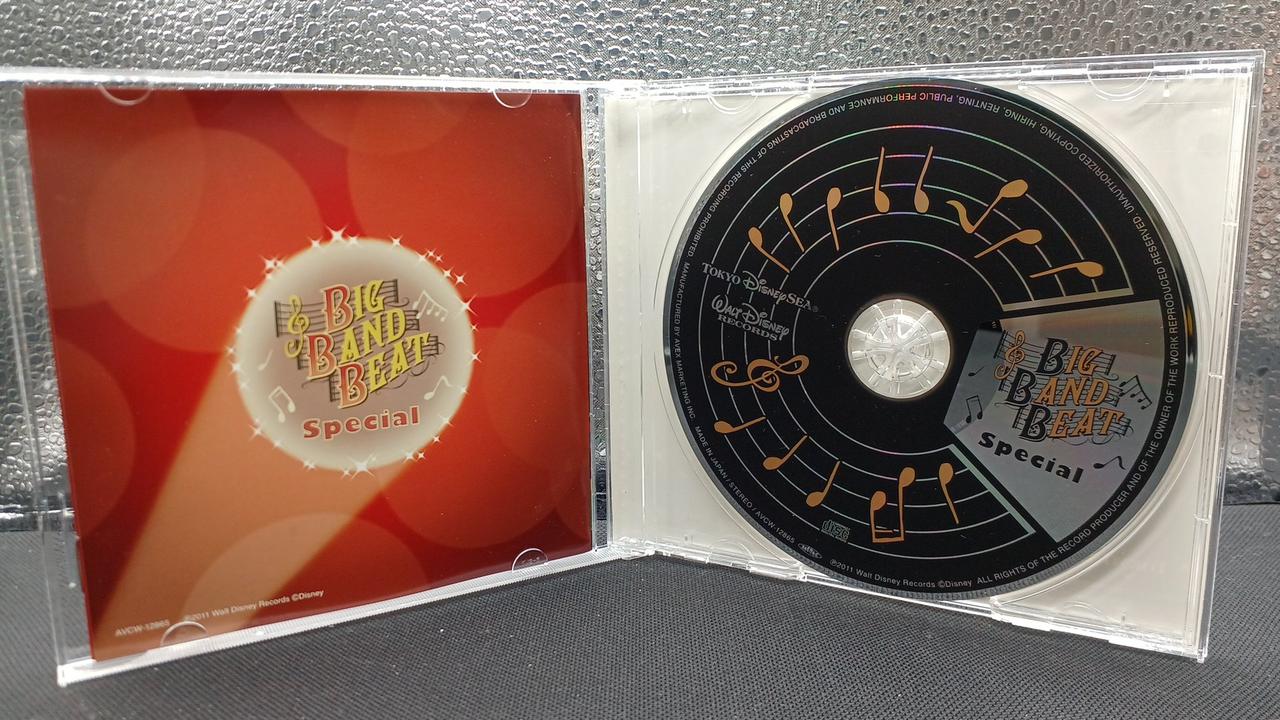 BIG
BAND
BEAT
Special
AVCW-12865 ℗2011 Walt Disney Records ©Disney
TOKYO DisneySEA®
WALT DISNEY
RECORDS
BIG
BAND
BEAT
Special
ALL RIGHTS OF THE RECORD PRODUCER AND OF THE OWNER OF THE WORK REPRODUCED RESERVED. UNAUTHORIZED COPYING, HIRING, RENTING, PUBLIC PERFORMANCE AND BROADCASTING OF THIS RECORDING PROHIBITED. MANUFACTURED BY AVEX MARKETING INC. MADE IN JAPAN / STEREO / AVCW-12865
℗2011 Walt Disney Records ©Disney